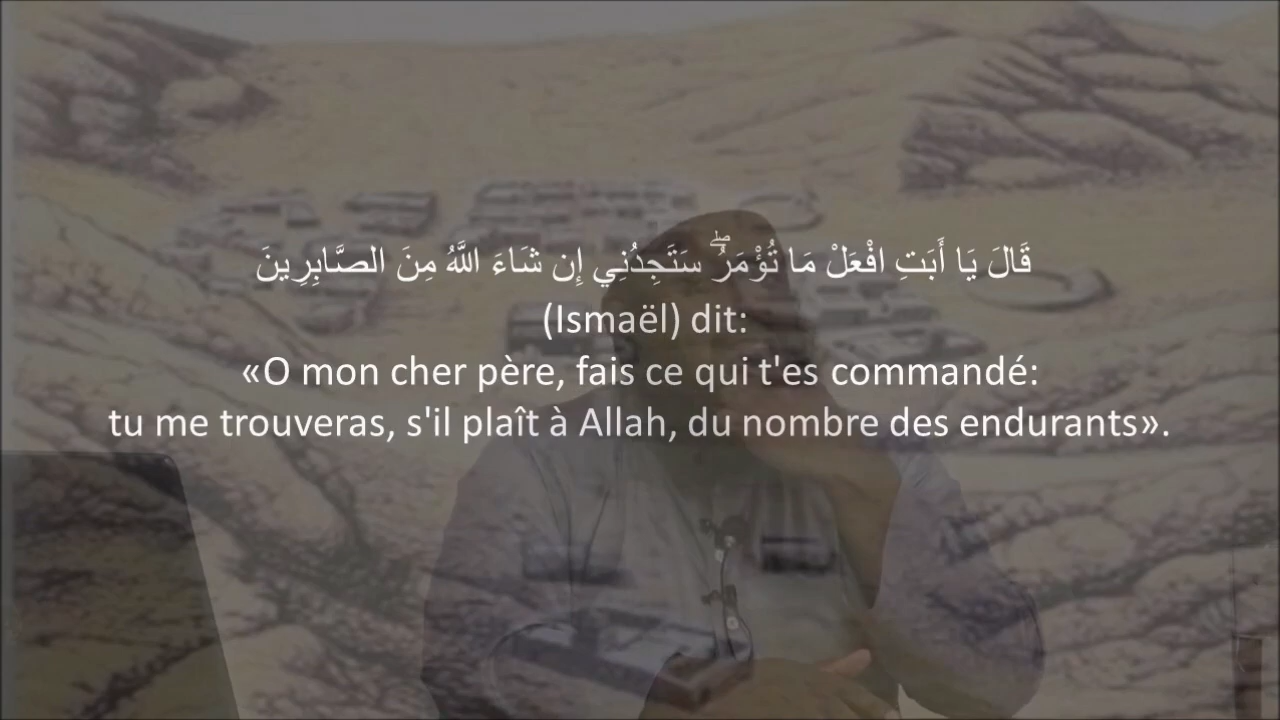 قَالَ يَا أَبَتِ افْعَلْ مَا تُؤْمَرُ ۖ سَتَجِدُنِي إِن شَاءَ اللَّهُ مِنَ الصَّابِرِينَ
(Ismaël) dit:
«O mon cher père, fais ce qui t'es commandé:
tu me trouveras, s'il plaît à Allah, du nombre des endurants».